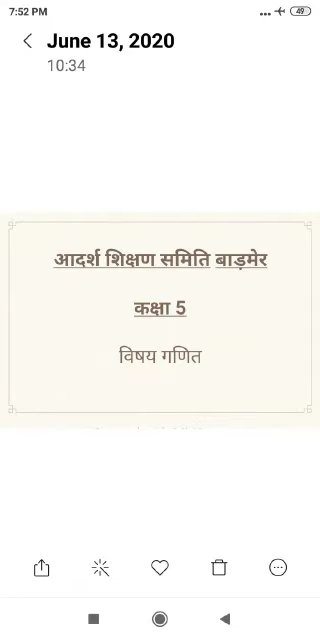 7:52 PM
49
June 13, 2020
10:34
आदर्श शिक्षण समिति बाड़मेर
कक्षा 5
विषय गणित